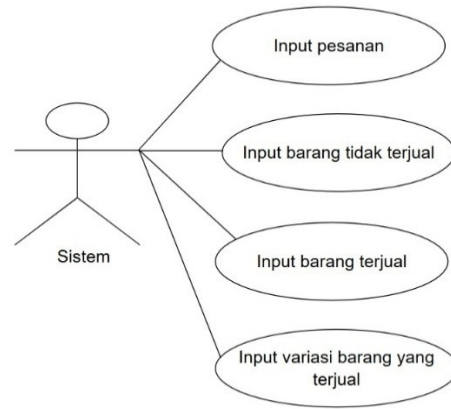 Input pesanan
Input barang tidak terjual
Sistem
Input barang terjual
Input variasi barang yang
terjual